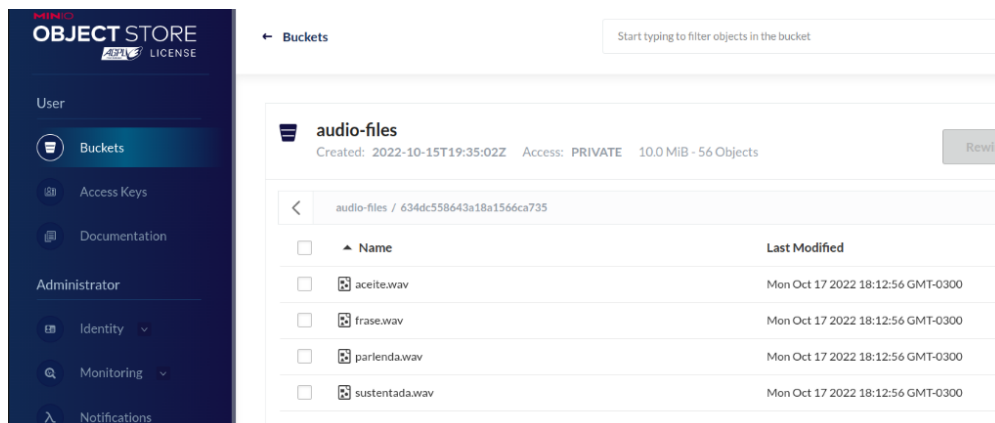 MINIO
OBJECT STORE
AGPLv3 LICENSE
User
Buckets
Access Keys
Documentation
Administrator
Identity
Monitoring
Notifications
Buckets
Start typing to filter objects in the bucket
audio-files
Created: 2022-10-15T19:35:02Z Access: PRIVATE 10.0 MiB - 56 Objects
Rewi
audio-files / 634dc558643a18a1566ca735
Name Last Modified
aceite.wav Mon Oct 17 2022 18:12:56 GMT-0300
frase.wav Mon Oct 17 2022 18:12:56 GMT-0300
parlenda.wav Mon Oct 17 2022 18:12:56 GMT-0300
sustentada.wav Mon Oct 17 2022 18:12:56 GMT-0300